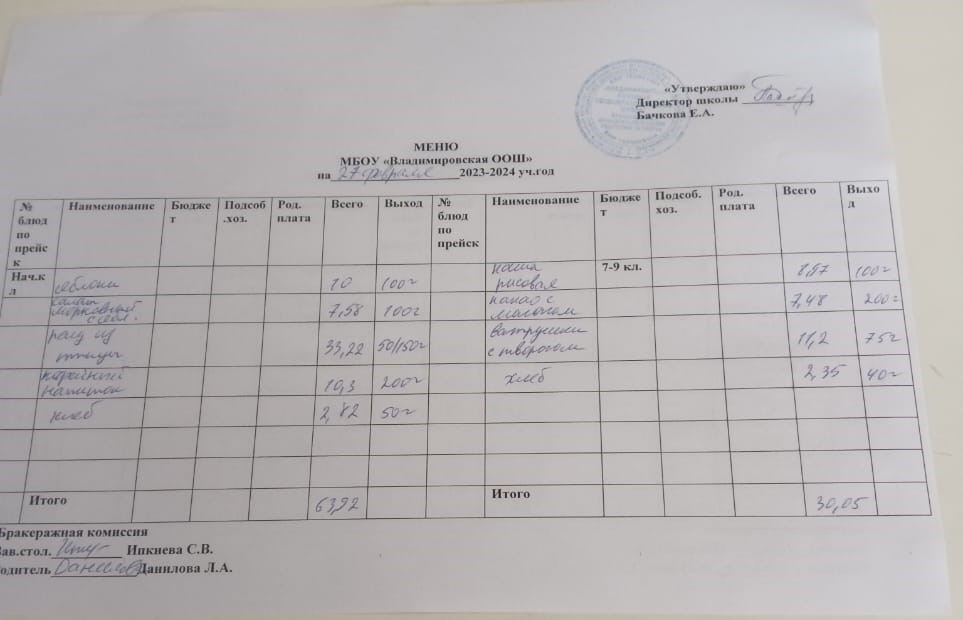 «Утверждаю»
Директор школы
Бачкова Е.А.
МЕНЮ
МБОУ «Владимировская ООШ»
на 27 февраля 2023-2024 уч.год
№ блюд по прейск Наименование Бюджет Подсоб.хоз. Род. плата Всего Выход № блюд по прейск Наименование Бюджет Подсоб. хоз. Род. плата Всего Выход
Нач.кл яблоки 10 100г каша рисовая 7-9 кл. 8,97 100г
салат морковный с 7,58 100г какао с молоком 7,48 200г
рагу из птицы 33,22 50/150г ватрушки с творогом 11,2 75г
кофейный напиток 10,3 200г хлеб 2,35 40г
хлеб 2,82 50г
Итого 63,92 Итого 30,05
Бракеражная комиссия
Зав.стол. Ипкнева С.В.
одитель Данилова Данилова Л.А.